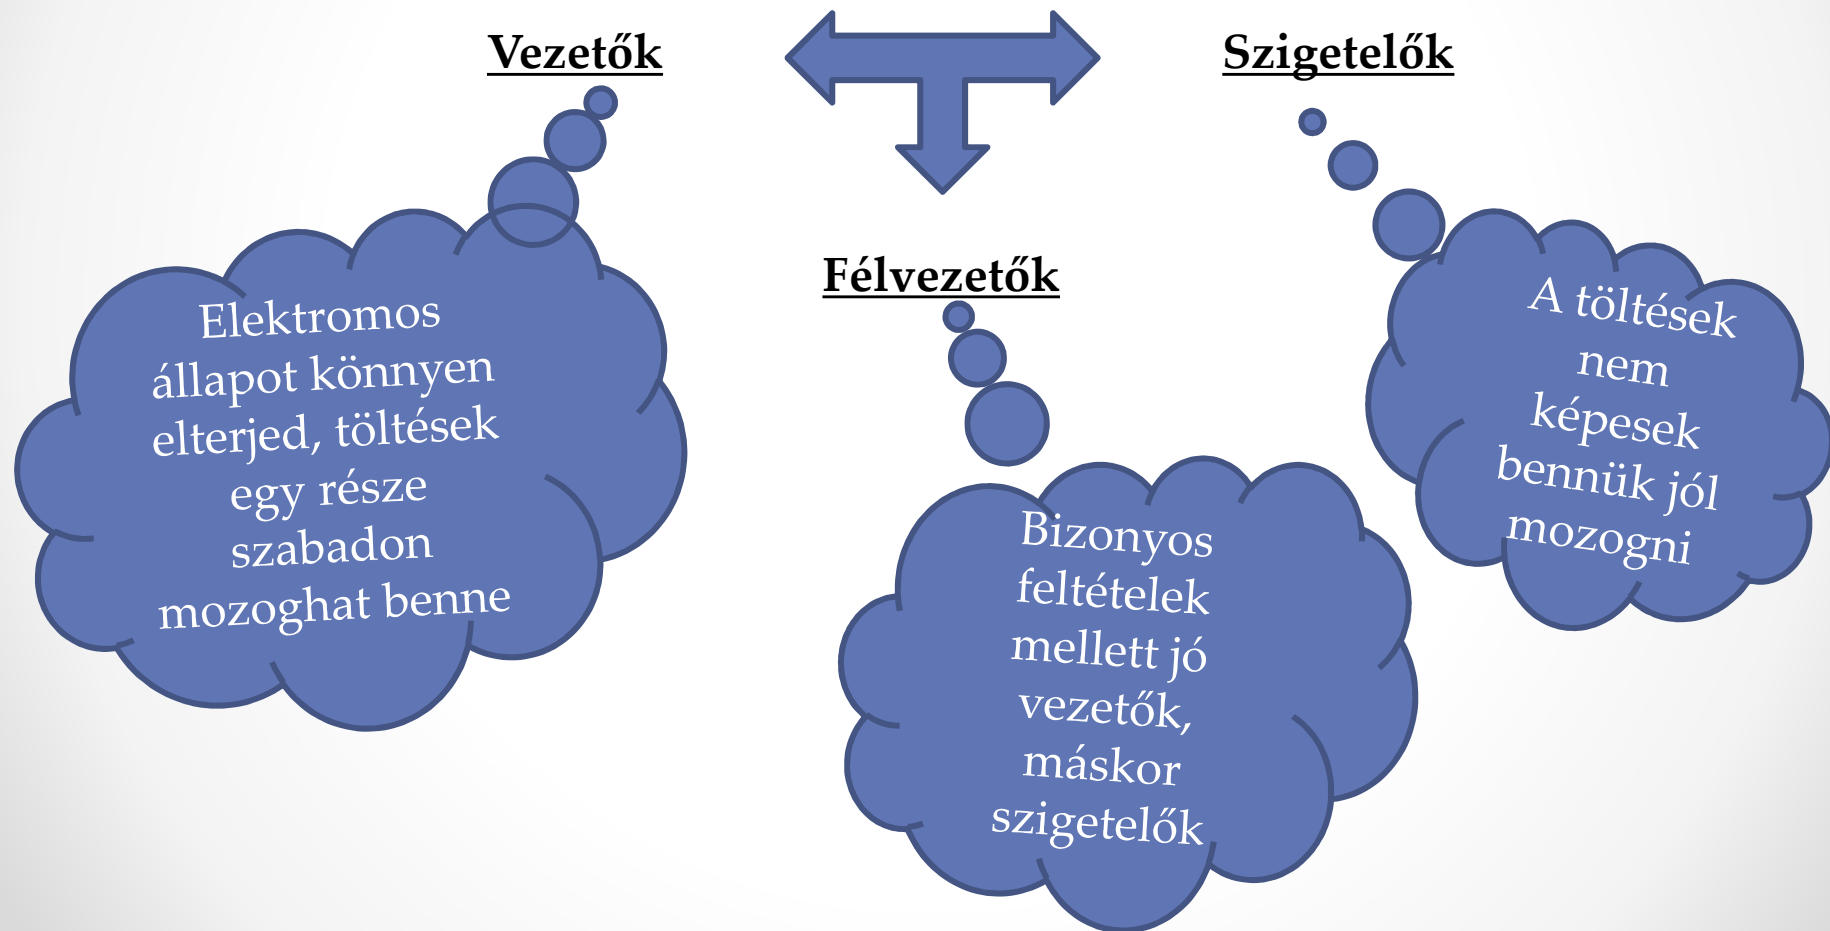 Vezetők
Szigetelők
Félvezetők
Elektromos
állapot könnyen
elterjed, töltések
egy része
szabadon
mozoghat benne
Bizonyos
feltételek
mellett jó
vezetők,
máskor
szigetelők
A töltések
nem
képesek
bennük jól
mozogni